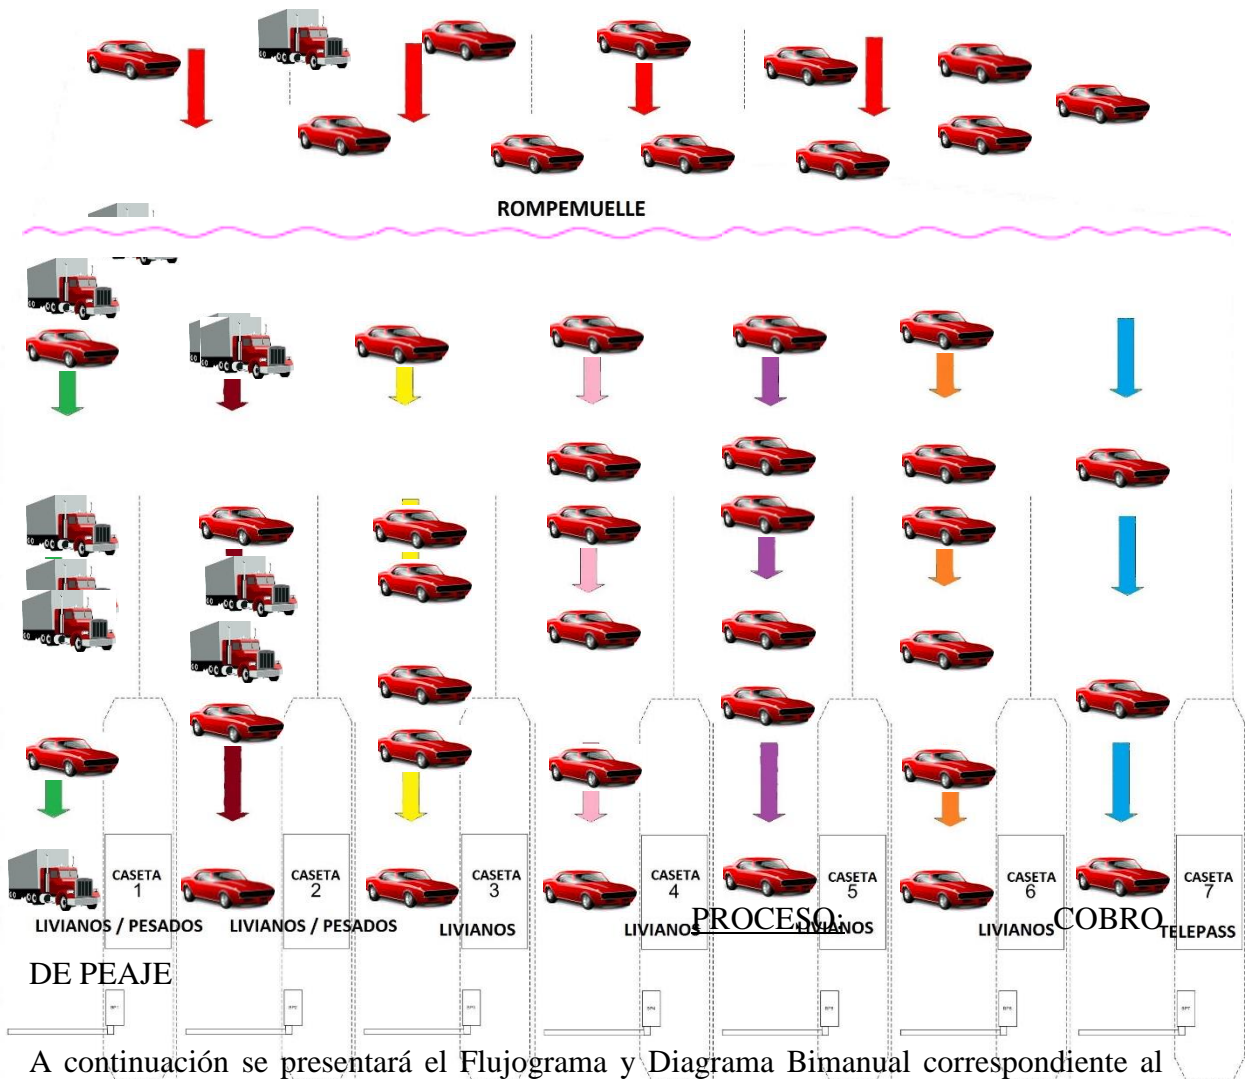 ROMPEMUELLE
CASETA
1
LIVIANOS / PESADOS
CASETA
2
LIVIANOS / PESADOS
CASETA
3
LIVIANOS
CASETA
4
LIVIANOS
CASETA
5
LIVIANOS
CASETA
6
LIVIANOS
CASETA
7
TELEPASS
PROCESO: COBRO
DE PEAJE
A continuación se presentará el Flujograma y Diagrama Bimanual correspondiente al